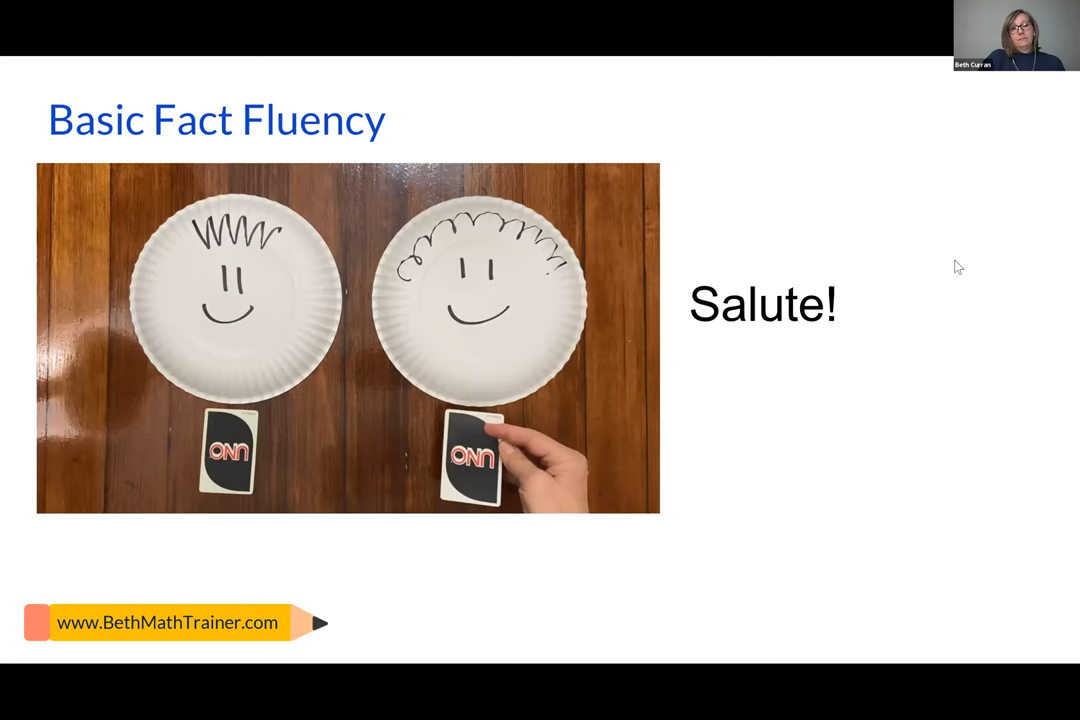 Beth Curran
Basic Fact Fluency
UNO
UNO
Salute!
www.BethMathTrainer.com